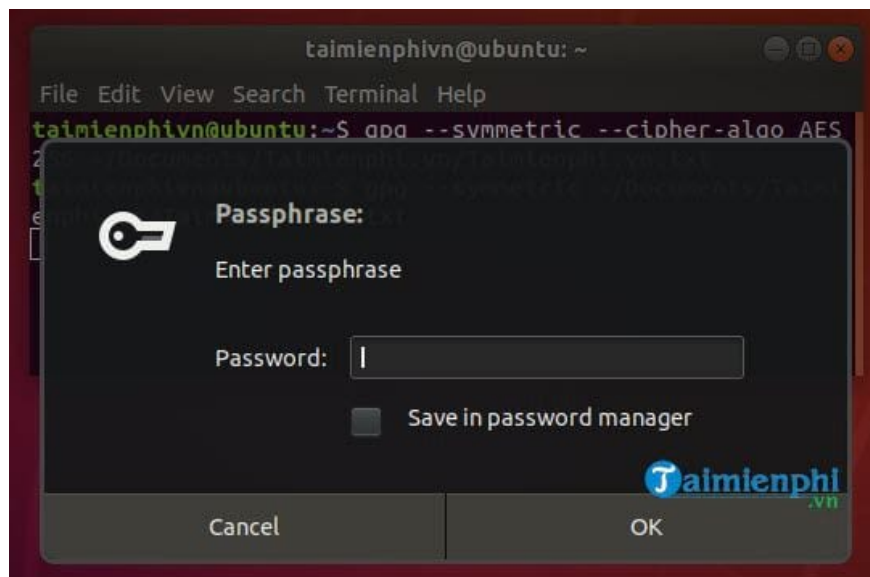 taimienphivn@ubuntu: ~
File Edit View Search Terminal Help
taimienphivn@ubuntu:~$ gpg --symmetric --cipher-algo AES
Passphrase:
Enter passphrase
Password:
Save in password manager
Taimienphi
.vn
Cancel OK